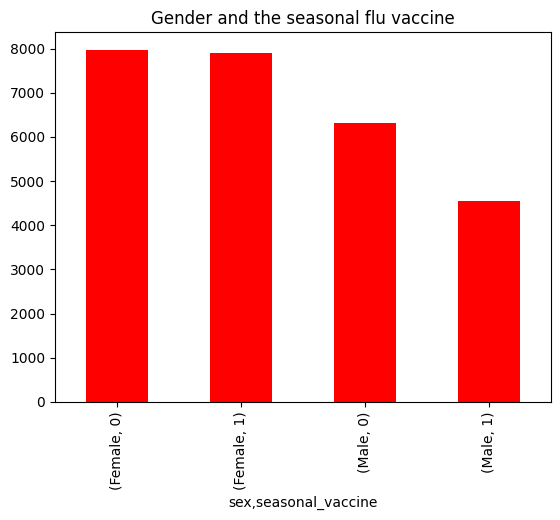 Gender and the seasonal flu vaccine
8000
7000
6000
5000
4000
3000
2000
1000
0
(Female, 0)
(Female, 1)
(Male, 0)
(Male, 1)
sex,seasonal_vaccine